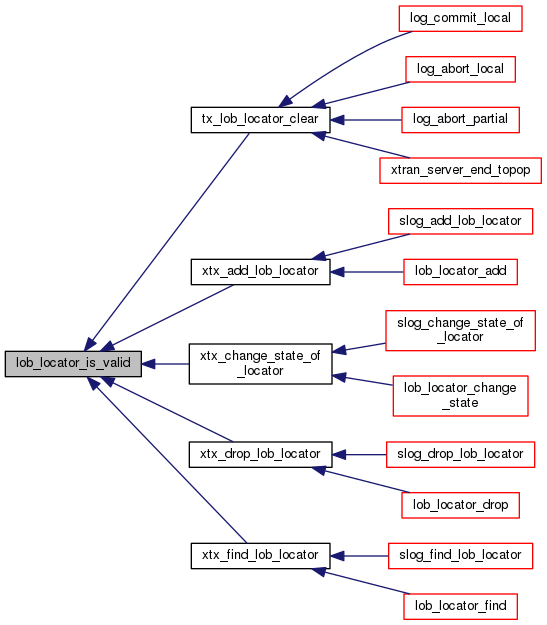 log_commit_local
log_abort_local
tx_lob_locator_clear
log_abort_partial
xtran_server_end_topop
slog_add_lob_locator
xtx_add_lob_locator
lob_locator_add
slog_change_state_of
_locator
lob_locator_is_valid
xtx_change_state_of
_locator
lob_locator_change
_state
xtx_drop_lob_locator
slog_drop_lob_locator
lob_locator_drop
xtx_find_lob_locator
slog_find_lob_locator
lob_locator_find